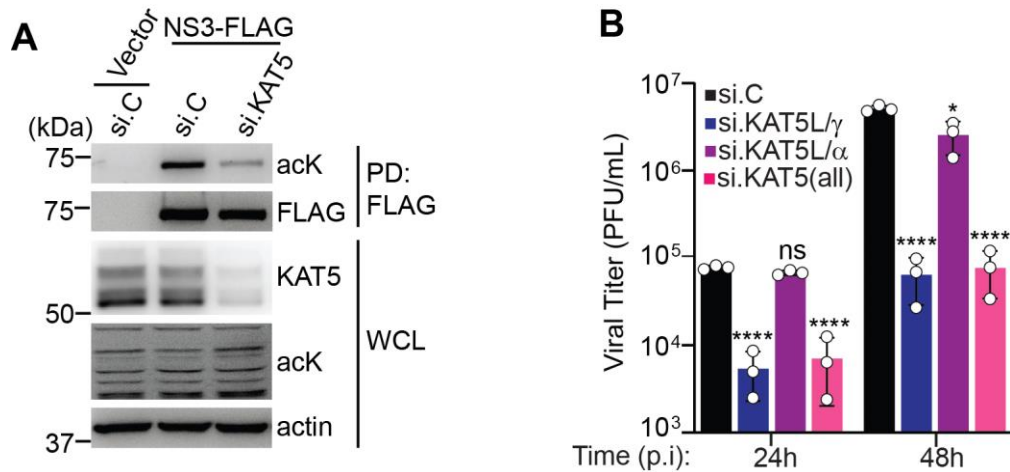 A
Vector
NS3-FLAG
si.C
si.C
si.KAT5
(kDa)
75
acK
75
FLAG
PD:
FLAG
KAT5
50
acK
WCL
actin
37
B
Viral Titer (PFU/mL)
10⁷
10⁶
10⁵
10⁴
10³
si.C
si.KAT5L/γ
si.KAT5L/α
si.KAT5(all)
****
ns
****
****
*
****
Time (p.i):
24h
48h